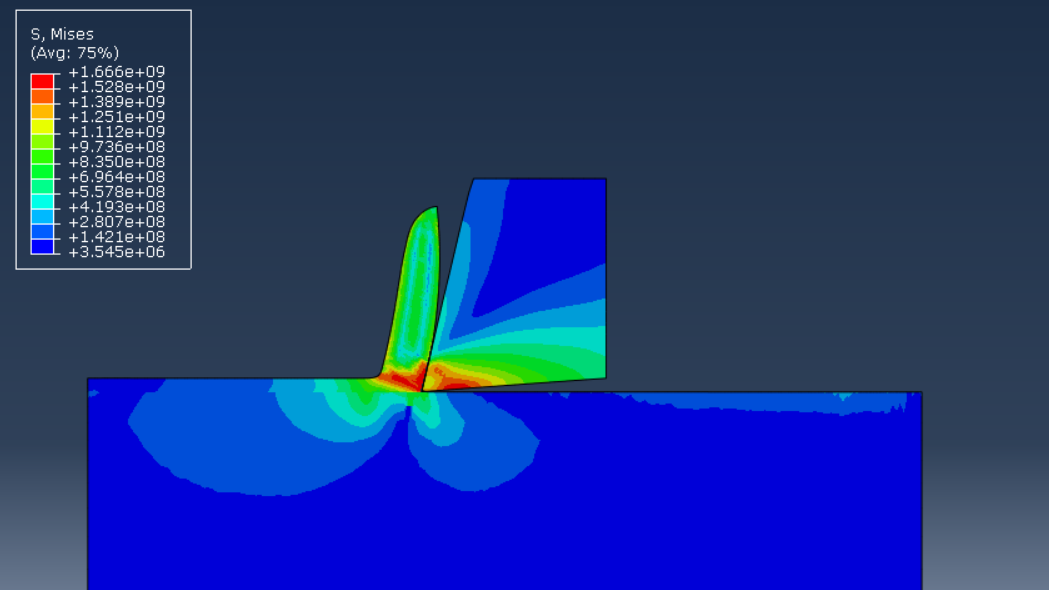 S, Mises
(Avg: 75%)
+1.666e+09
+1.528e+09
+1.389e+09
+1.251e+09
+1.112e+09
+9.736e+08
+8.350e+08
+6.964e+08
+5.578e+08
+4.193e+08
+2.807e+08
+1.421e+08
+3.545e+06